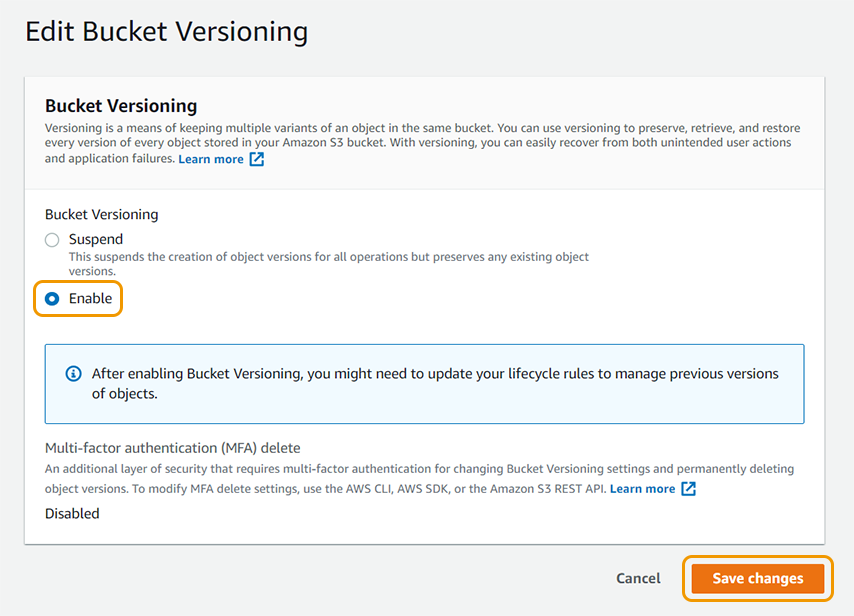 Edit Bucket Versioning
Bucket Versioning
Versioning is a means of keeping multiple variants of an object in the same bucket. You can use versioning to preserve, retrieve, and restore
every version of every object stored in your Amazon S3 bucket. With versioning, you can easily recover from both unintended user actions
and application failures. Learn more
Bucket Versioning
Suspend
This suspends the creation of object versions for all operations but preserves any existing object
versions.
Enable
After enabling Bucket Versioning, you might need to update your lifecycle rules to manage previous versions
of objects.
Multi-factor authentication (MFA) delete
An additional layer of security that requires multi-factor authentication for changing Bucket Versioning settings and permanently deleting
object versions. To modify MFA delete settings, use the AWS CLI, AWS SDK, or the Amazon S3 REST API. Learn more
Disabled
Cancel Save changes